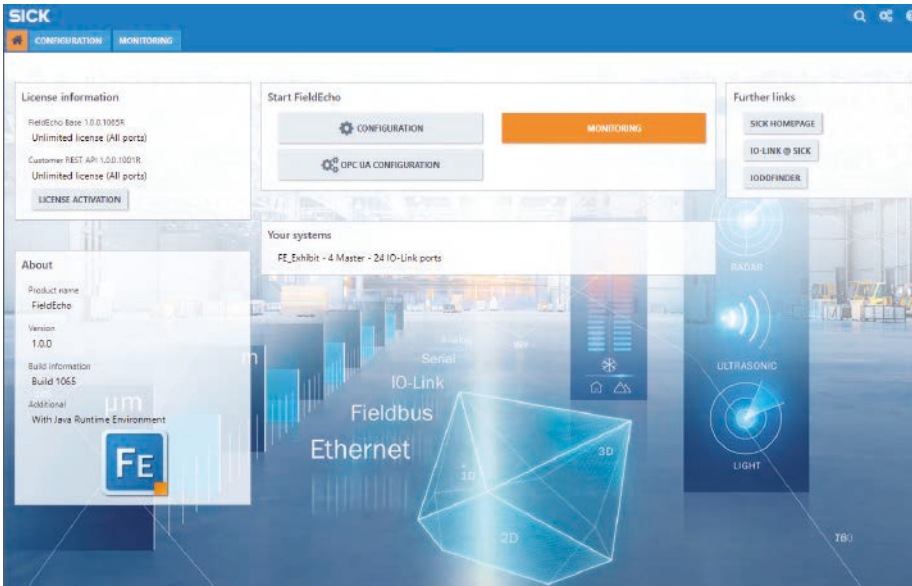 SICK
CONFIGURATION
MONITORING
License information
FieldEcho Base 1.0.0.1065R
Unlimited license (All ports)
Customer REST API 1.0.0.1001R
Unlimited license (All ports)
LICENSE ACTIVATION
Start FieldEcho
CONFIGURATION
MONITORING
OPC UA CONFIGURATION
Further links
SICK HOMEPAGE
IO-LINK @ SICK
IODDFINDER
Your systems
FE_Exhibit - 4 Master - 24 IO-Link ports
About
Product name
FieldEcho
Version
1.0.0
Build information
Build 1065
Additional
With Java Runtime Environment
FE
µm
m
Serial
IO-Link
Fieldbus
Ethernet
1D
2D
3D
RADAR
ULTRASONIC
LIGHT